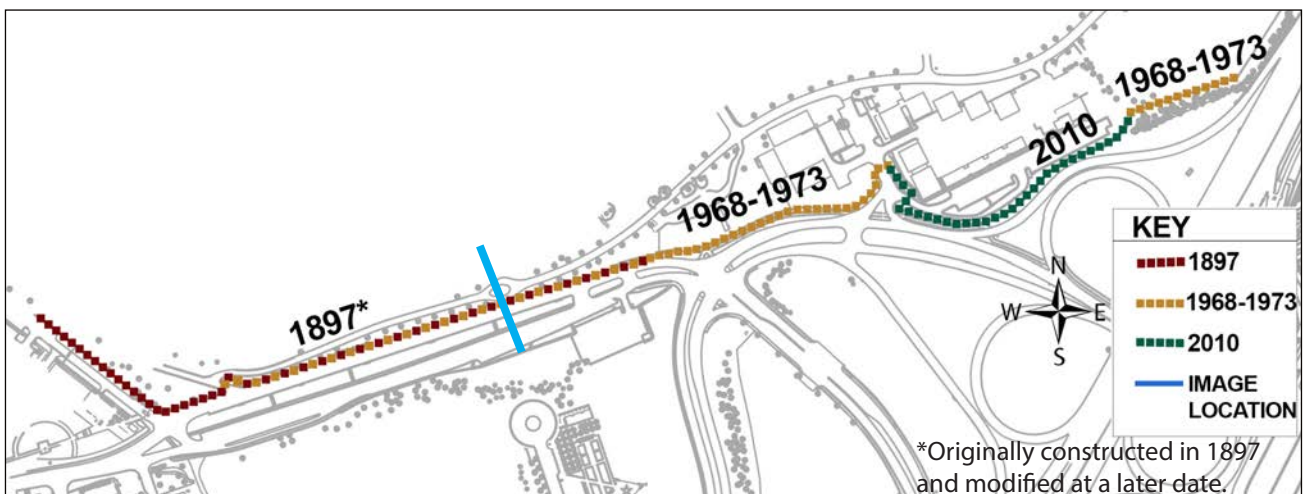 1968-1973
2010
1968-1973
1897*
KEY
1897
1968-1973
2010
IMAGE
LOCATION
N
W
E
S
*Originally constructed in 1897
and modified at a later date.